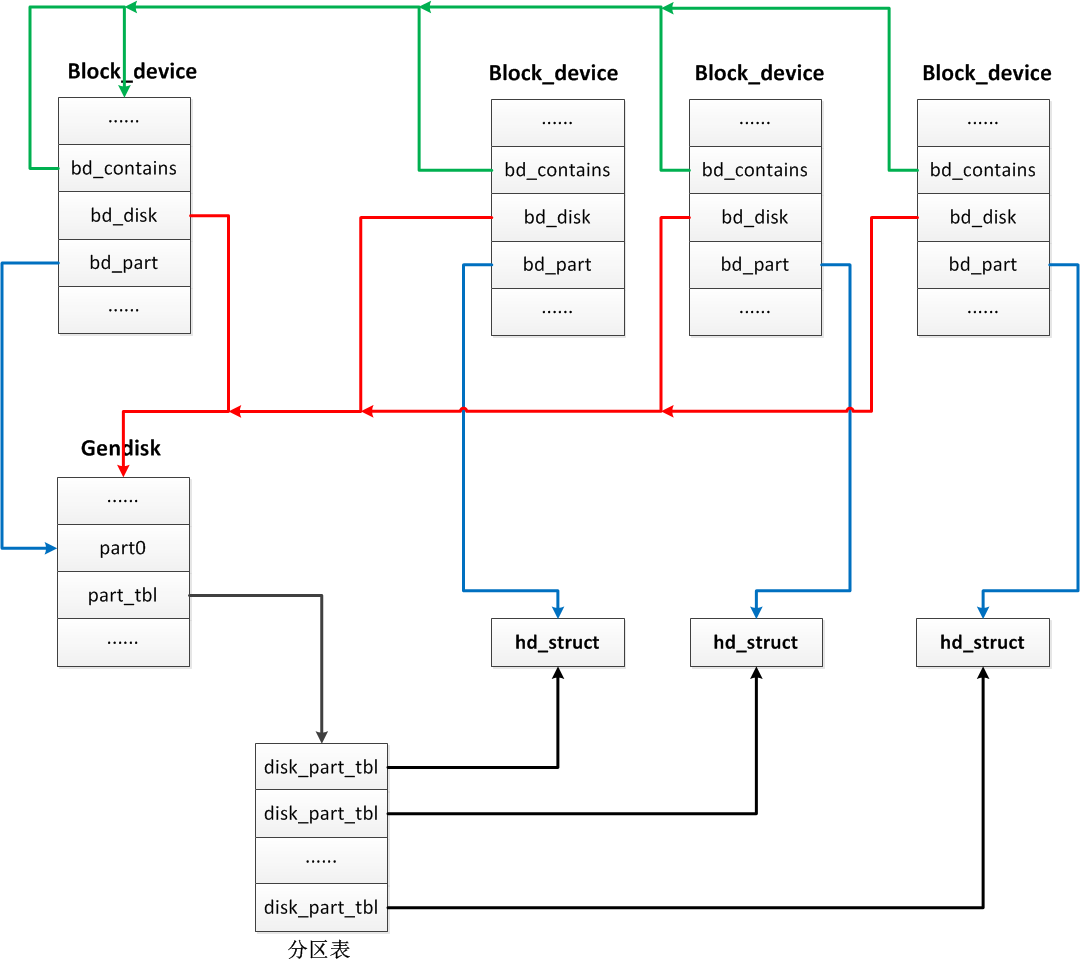 Block_device
······
bd_contains
bd_disk
bd_part
······
Block_device
······
bd_contains
bd_disk
bd_part
······
Block_device
······
bd_contains
bd_disk
bd_part
······
Block_device
······
bd_contains
bd_disk
bd_part
······
Gendisk
······
part0
part_tbl
······
hd_struct
hd_struct
hd_struct
disk_part_tbl
disk_part_tbl
······
disk_part_tbl
分区表